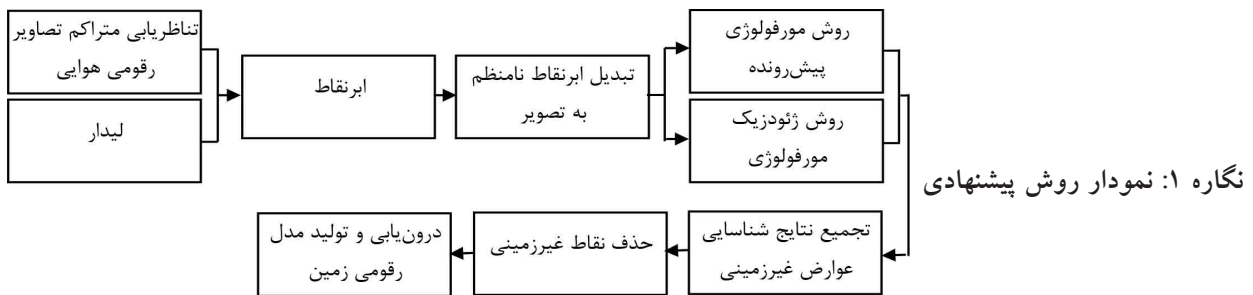 تناظریابی متراکم تصاویر
رقومی هوایی
لیدار
ابرنقاط
تبدیل ابرنقاط نامنظم
به تصویر
روش مورفولوژی
پیش‌رونده
روش ژئودزیک
مورفولوژی
تجمیع نتایج شناسایی
عوارض غیرزمینی
حذف نقاط غیرزمینی
درون‌یابی و تولید مدل
رقومی زمین
نگاره ۱: نمودار روش پیشنهادی